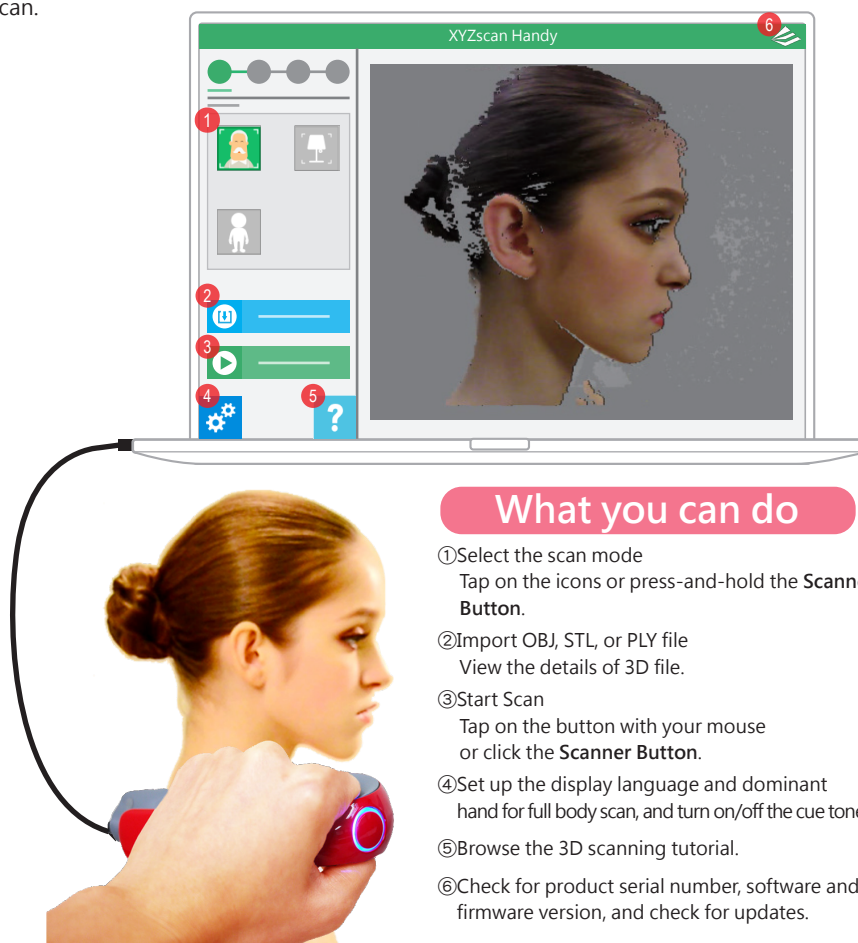 can.
XYZscan Handy
6
1
2
3
4
5
?
What you can do
①Select the scan mode
Tap on the icons or press-and-hold the Scanne
Button.
②Import OBJ, STL, or PLY file
View the details of 3D file.
③Start Scan
Tap on the button with your mouse
or click the Scanner Button.
④Set up the display language and dominant
hand for full body scan, and turn on/off the cue tone
⑤Browse the 3D scanning tutorial.
⑥Check for product serial number, software and
firmware version, and check for updates.